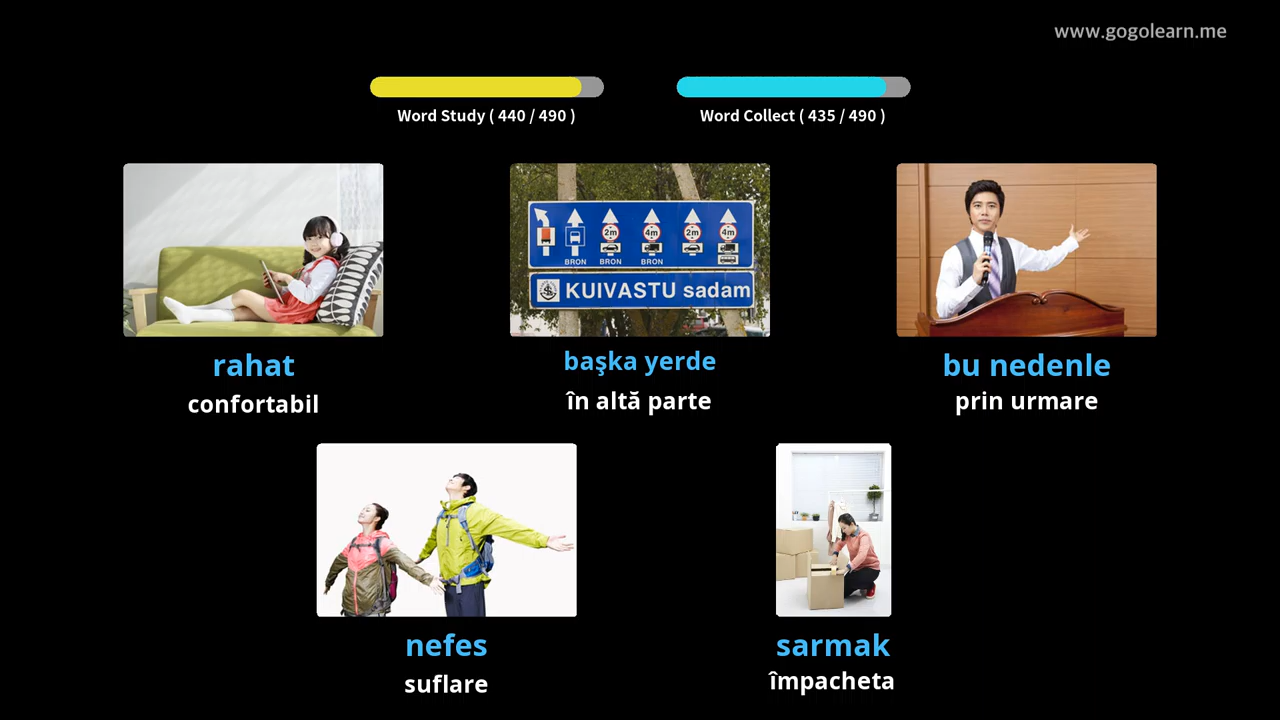 www.gogolearn.me
Word Study ( 440 / 490 )
Word Collect ( 435 / 490 )
2m
4m
2m
4m
BRON
BRON
BRON
KUIVASTU sadam
rahat
confortabil
başka yerde
în altă parte
bu nedenle
prin urmare
nefes
suflare
sarmak
împacheta